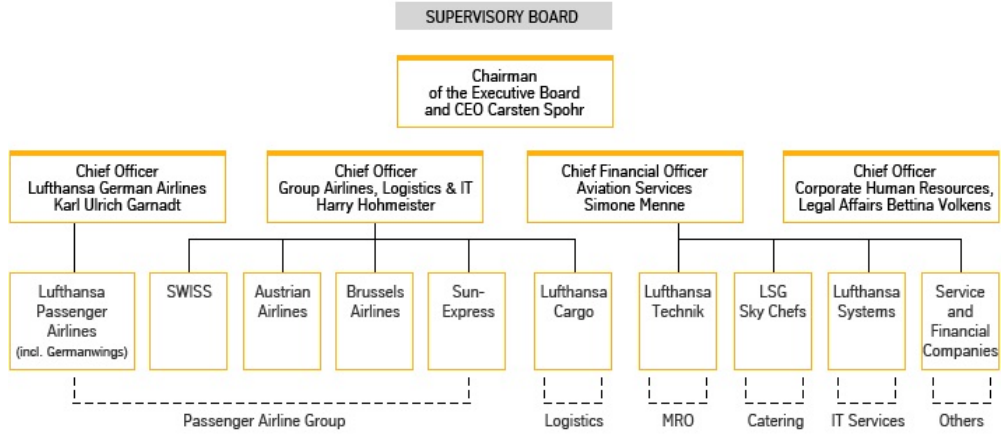 SUPERVISORY BOARD
Chairman
of the Executive Board
and CEO Carsten Spohr
Chief Officer
Lufthansa German Airlines
Karl Ulrich Garnadt
Chief Officer
Group Airlines, Logistics & IT
Harry Hohmeister
Chief Financial Officer
Aviation Services
Simone Menne
Chief Officer
Corporate Human Resources,
Legal Affairs Bettina Volkens
Lufthansa
Passenger
Airlines
(incl. Germanwings)
SWISS
Austrian
Airlines
Brussels
Airlines
Sun-
Express
Lufthansa
Cargo
Lufthansa
Technik
LSG
Sky Chefs
Lufthansa
Systems
Service
and
Financial
Companies
Passenger Airline Group
Logistics
MRO
Catering
IT Services
Others